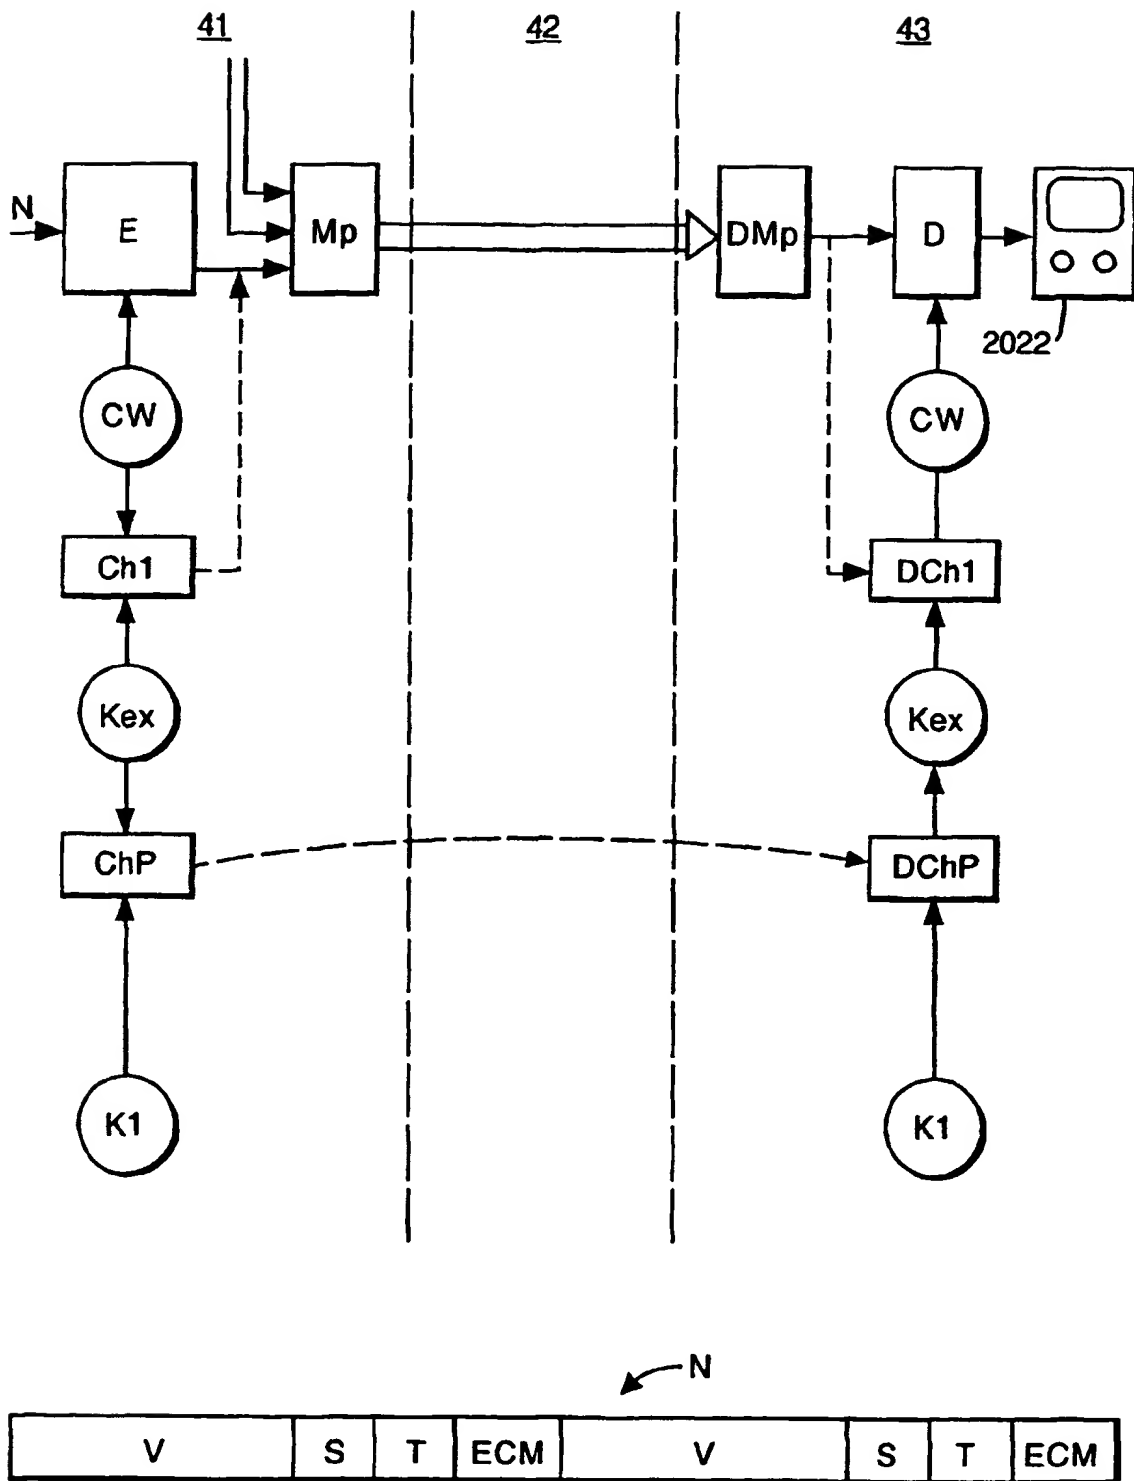 41 42 43
N E Mp DMp D
2022
CW CW
Ch1 DCh1
Kex Kex
ChP DChP
K1 K1
N
V S T ECM V S T ECM